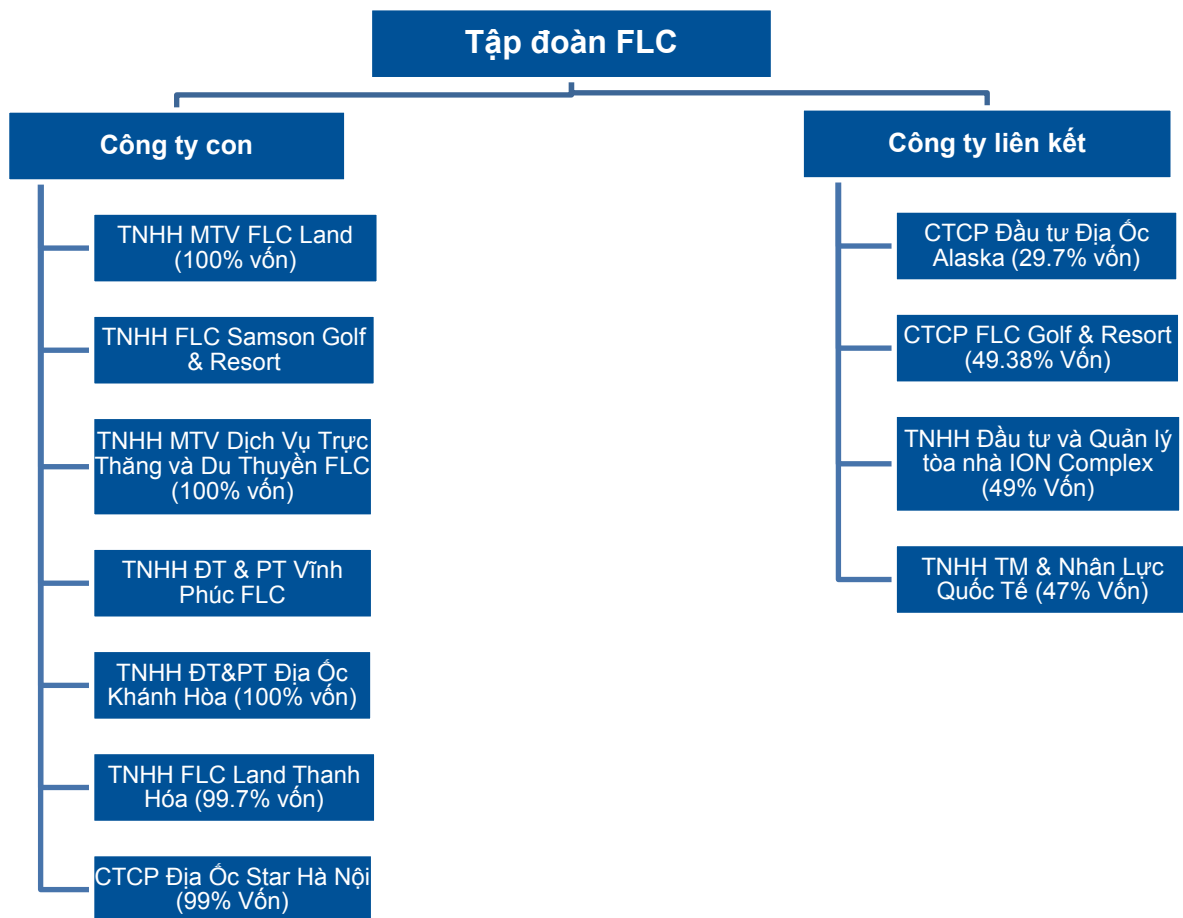 Tập đoàn FLC
Công ty con
TNHH MTV FLC Land
(100% vốn)
TNHH FLC Samson Golf
& Resort
TNHH MTV Dịch Vụ Trực
Thăng và Du Thuyền FLC
(100% vốn)
TNHH ĐT & PT Vĩnh
Phúc FLC
TNHH ĐT&PT Địa Ốc
Khánh Hòa (100% vốn)
TNHH FLC Land Thanh
Hóa (99.7% vốn)
CTCP Địa Ốc Star Hà Nội
(99% Vốn)
Công ty liên kết
CTCP Đầu tư Địa Ốc
Alaska (29.7% vốn)
CTCP FLC Golf & Resort
(49.38% Vốn)
TNHH Đầu tư và Quản lý
tòa nhà ION Complex
(49% Vốn)
TNHH TM & Nhân Lực
Quốc Tế (47% Vốn)